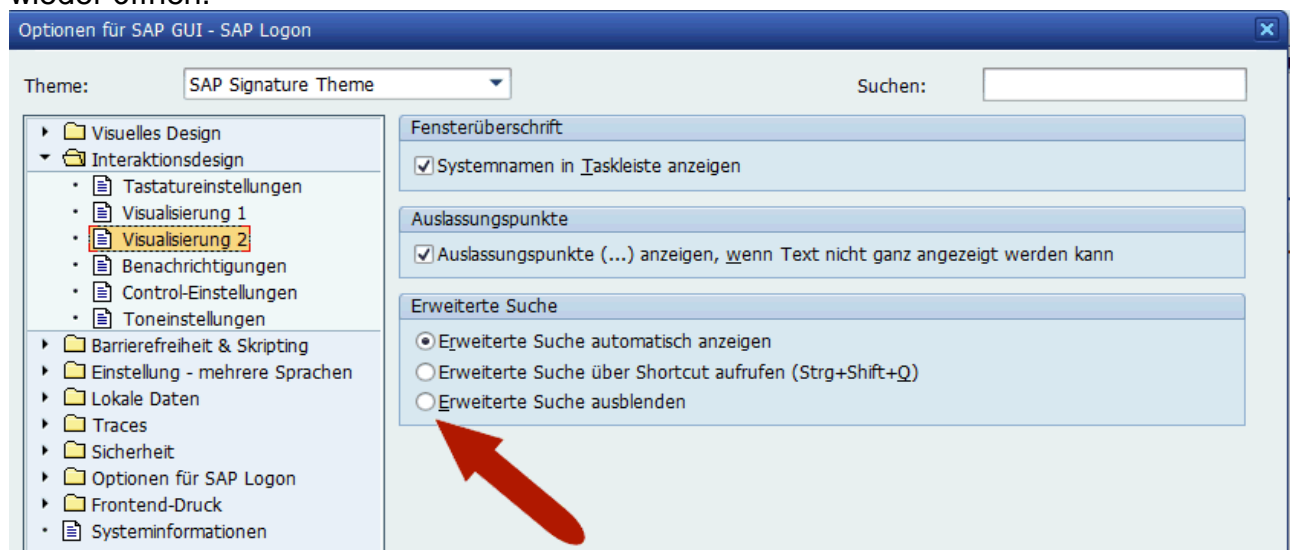 wieder öffnen.
Optionen für SAP GUI - SAP Logon
Theme: SAP Signature Theme Suchen:
Visuelles Design
Interaktionsdesign
Tastatureinstellungen
Visualisierung 1
Visualisierung 2
Benachrichtigungen
Control-Einstellungen
Toneinstellungen
Barrierefreiheit & Skripting
Einstellung - mehrere Sprachen
Lokale Daten
Traces
Sicherheit
Optionen für SAP Logon
Frontend-Druck
Systeminformationen
Fensterüberschrift
Systemnamen in Taskleiste anzeigen
Auslassungspunkte
Auslassungspunkte (...) anzeigen, wenn Text nicht ganz angezeigt werden kann
Erweiterte Suche
Erweiterte Suche automatisch anzeigen
Erweiterte Suche über Shortcut aufrufen (Strg+Shift+Q)
Erweiterte Suche ausblenden